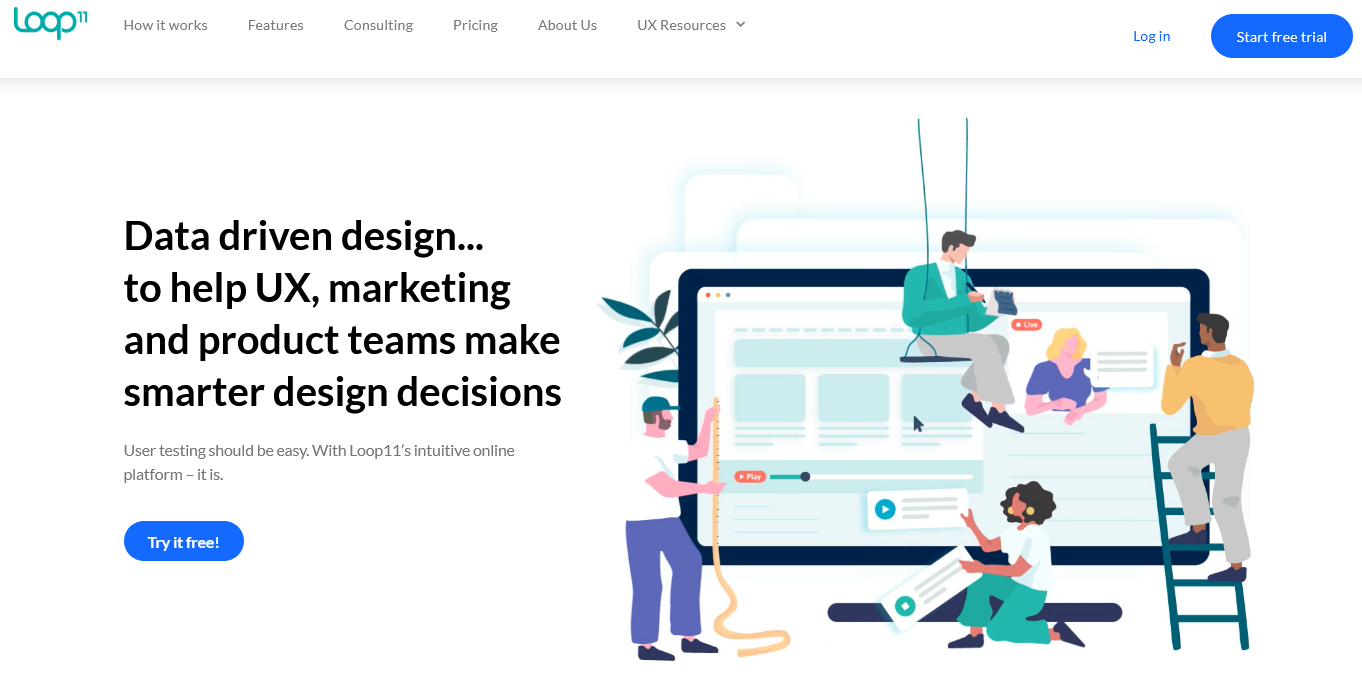 Loop11
How it works
Features
Consulting
Pricing
About Us
UX Resources
Log in
Start free trial
Data driven design...
to help UX, marketing
and product teams make
smarter design decisions
User testing should be easy. With Loop11’s intuitive online
platform – it is.
Try it free!
Live
Play